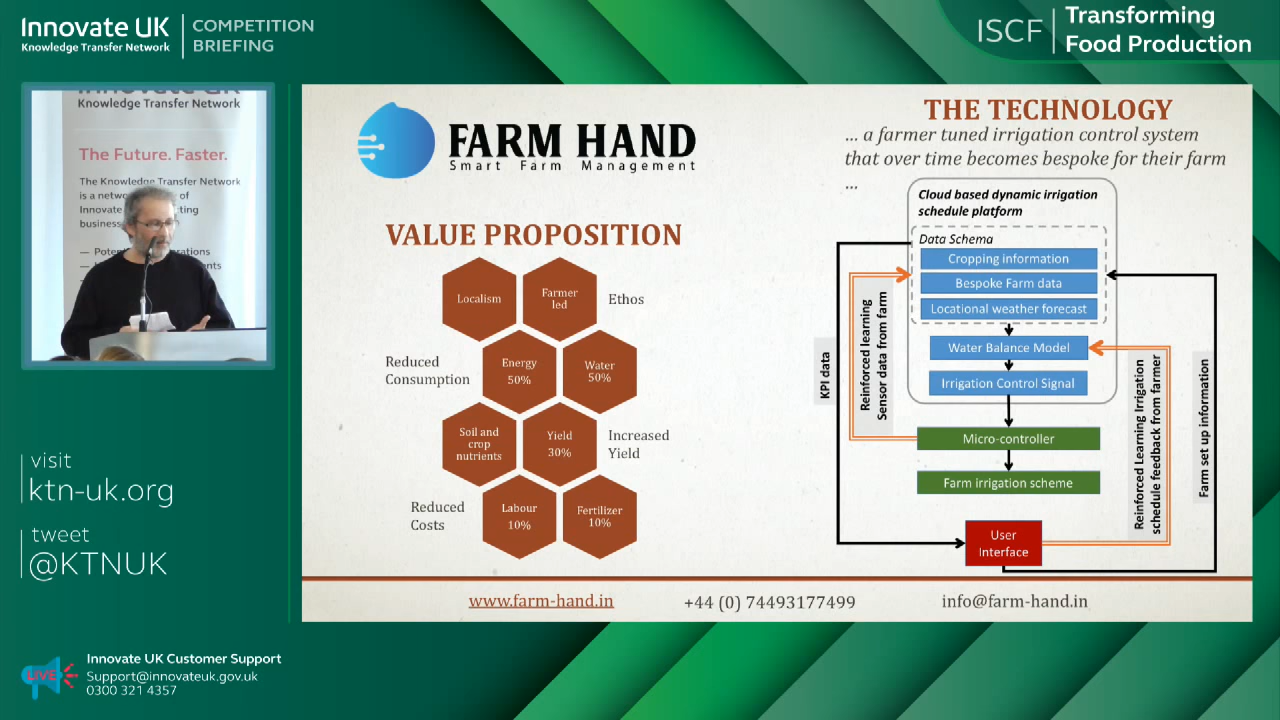 Innovate UK
Knowledge Transfer Network
COMPETITION
BRIEFING
ISCF
Transforming
Food Production
Innovate UK
Knowledge Transfer Network
The Future. Faster.
The Knowledge Transfer Network
is a
of
Innovate
FARM HAND
Smart Farm Management
VALUE PROPOSITION
Localism
Farmer
led
Ethos
Reduced
Consumption
Energy
50%
Water
50%
Soil and
crop
nutrients
Yield
30%
Increased
Yield
Reduced
Costs
Labour
10%
Fertilizer
10%
THE TECHNOLOGY
... a farmer tuned irrigation control system
that over time becomes bespoke for their farm
...
Cloud based dynamic irrigation
schedule platform
Data Schema
Cropping information
Bespoke Farm data
Locational weather forecast
Water Balance Model
Irrigation Control Signal
Micro-controller
Farm irrigation scheme
User
Interface
KPI data
Reinforced learning
Sensor data from farm
Reinforced Learning Irrigation
schedule feedback from farmer
Farm set up information
www.farm-hand.in
+44 (0) 74493177499
info@farm-hand.in
visit
ktn-uk.org
tweet
@KTNUK
LIVE
Innovate UK Customer Support
Support@innovateuk.gov.uk
0300 321 4357